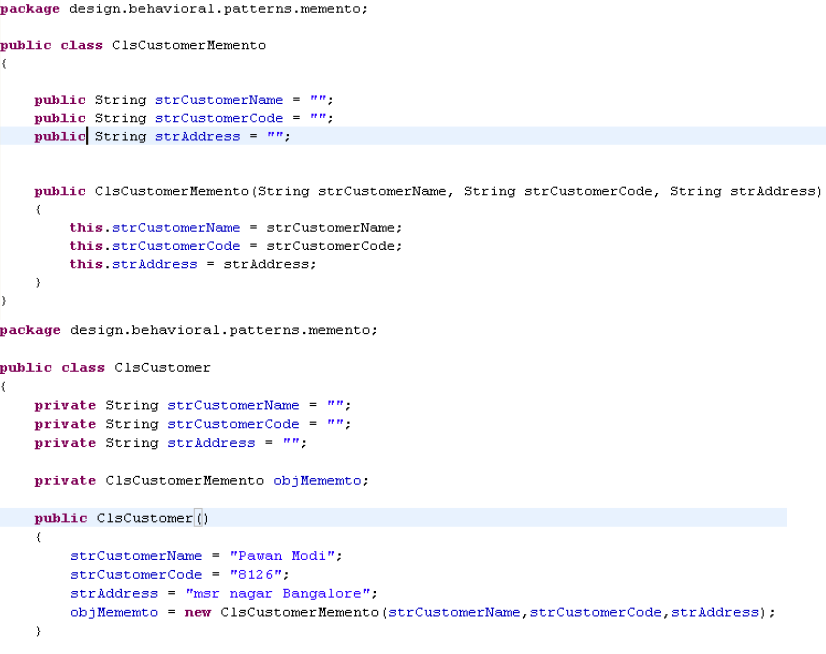 package design.behavioral.patterns.memento;
public class ClsCustomerMemento
{
public String strCustomerName = "";
public String strCustomerCode = "";
public String strAddress = "";
public ClsCustomerMemento(String strCustomerName, String strCustomerCode, String strAddress)
{
this.strCustomerName = strCustomerName;
this.strCustomerCode = strCustomerCode;
this.strAddress = strAddress;
}
}
package design.behavioral.patterns.memento;
public class ClsCustomer
{
private String strCustomerName = "";
private String strCustomerCode = "";
private String strAddress = "";
private ClsCustomerMemento objMememto;
public ClsCustomer()
{
strCustomerName = "Pawan Modi";
strCustomerCode = "8126";
strAddress = "msr nagar Bangalore";
objMememto = new ClsCustomerMemento(strCustomerName,strCustomerCode,strAddress);
}